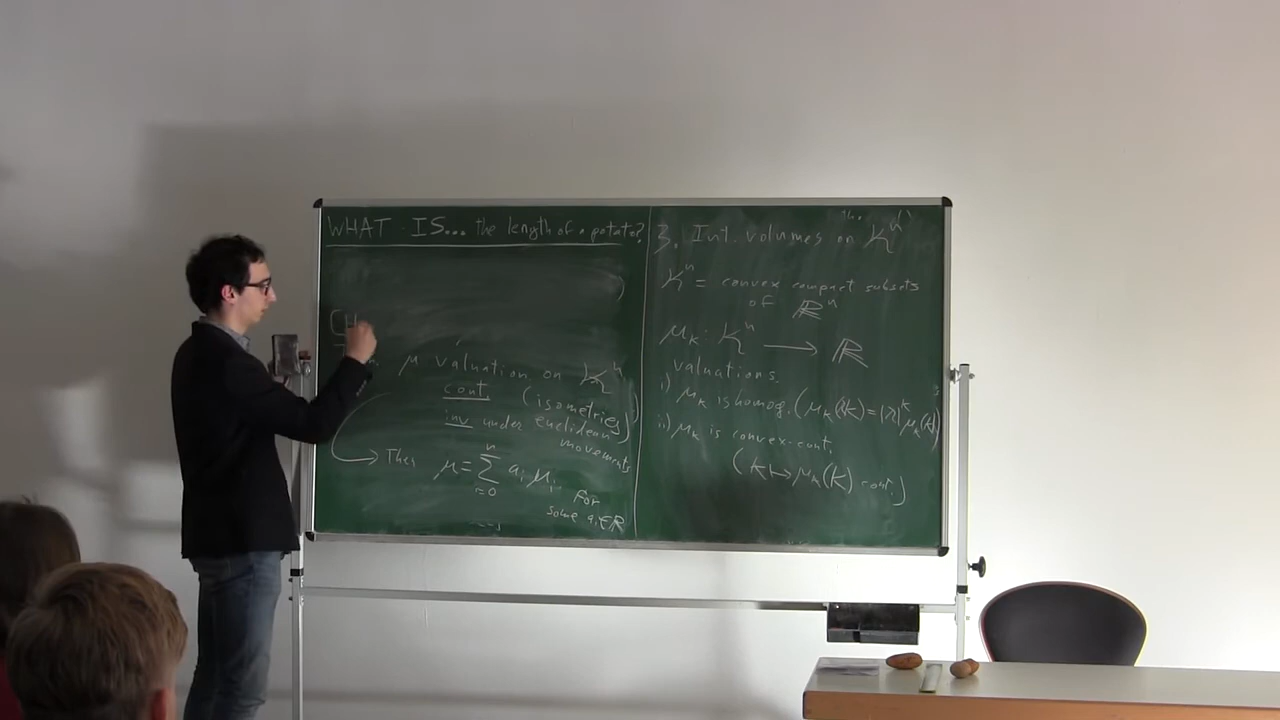 WHAT IS... the length of a potato?
[H
μ valuation on K^n
cont. (isometries)
inv under euclidean
movements
Then μ = ∑_{i=0}^{n} a_i μ_i for
some a_i ∈ ℝ
3. Int. volumes on K^n
K^n = convex compact subsets
of ℝ^n
μ_k : K^n ⟶ ℝ
valuations.
i) μ_k is homog. (μ_k(λK) = |λ|^k μ_k(K))
ii) μ_k is convex-cont.
(K ↦ μ_k(K) cont.)